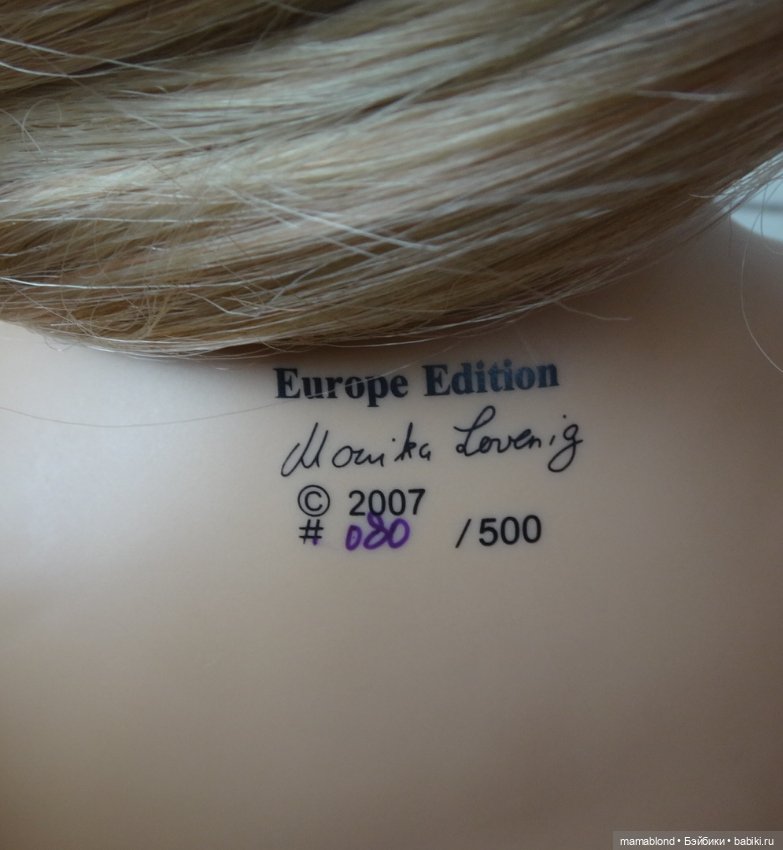 Europe Edition
Monika Levenig
© 2007
# 080 /500
mamablond • Бэйбики • babiki.ru